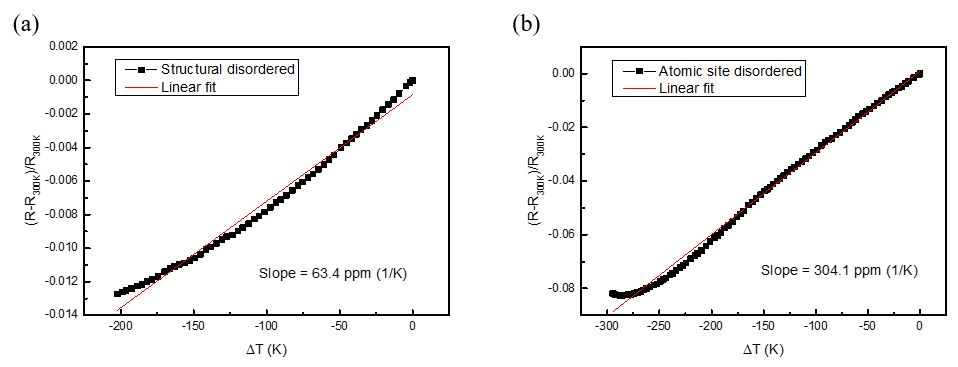 (a)
0.002
0.000
-0.002
-0.004
-0.006
-0.008
-0.010
-0.012
-0.014
(R-R300K)/R300K
Structural disordered
Linear fit
Slope = 63.4 ppm (1/K)
-200
-150
-100
-50
0
ΔT (K)
(b)
0.00
-0.02
-0.04
-0.06
-0.08
(R-R300K)/R300K
Atomic site disordered
Linear fit
Slope = 304.1 ppm (1/K)
-300
-250
-200
-150
-100
-50
0
ΔT (K)